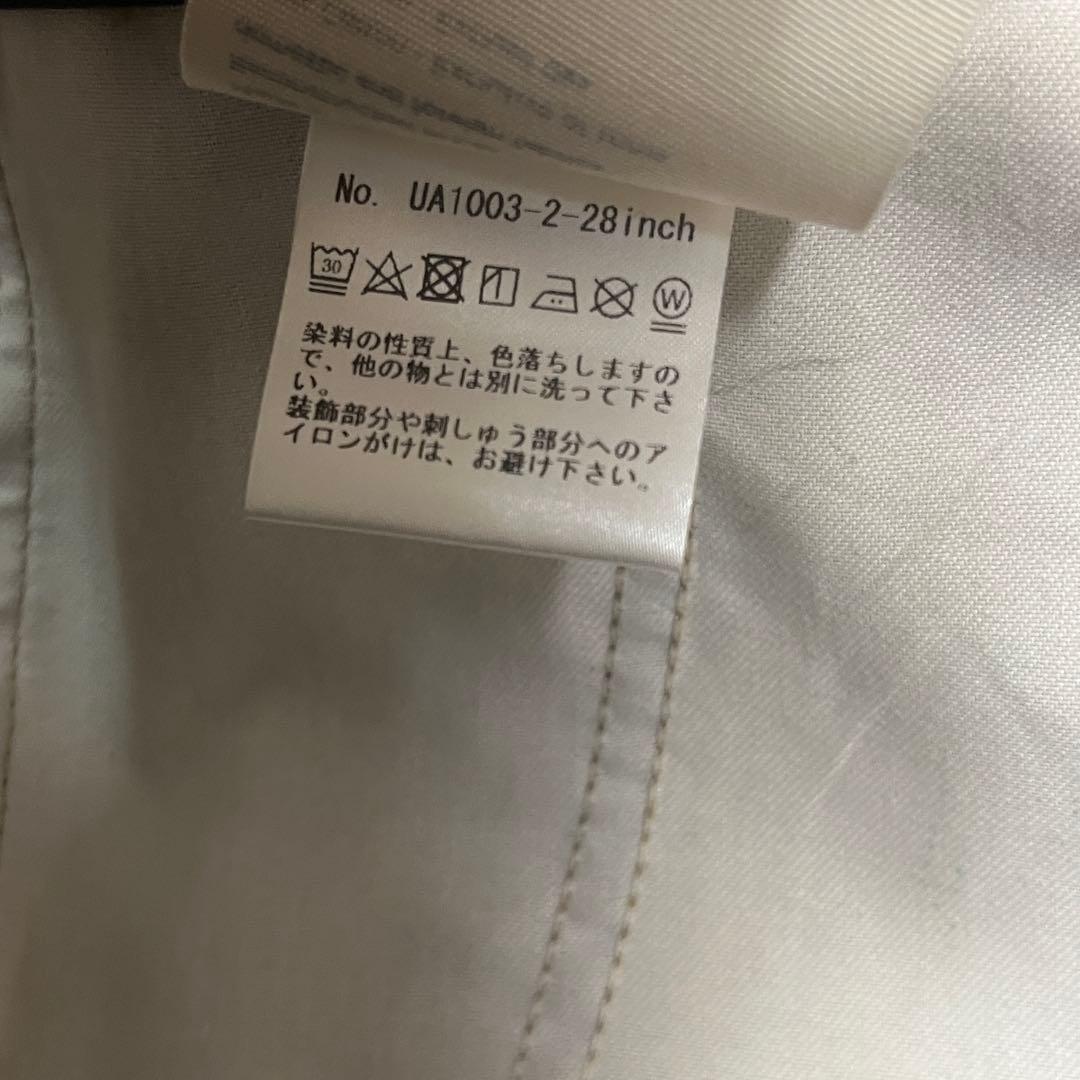 No. UA1003-2-28inch
30
W
染料の性質上、色落ちしますの
で、他の物とは別に洗って下さ
い。
装飾部分や刺しゅう部分へのア
イロンがけは、お避け下さい。